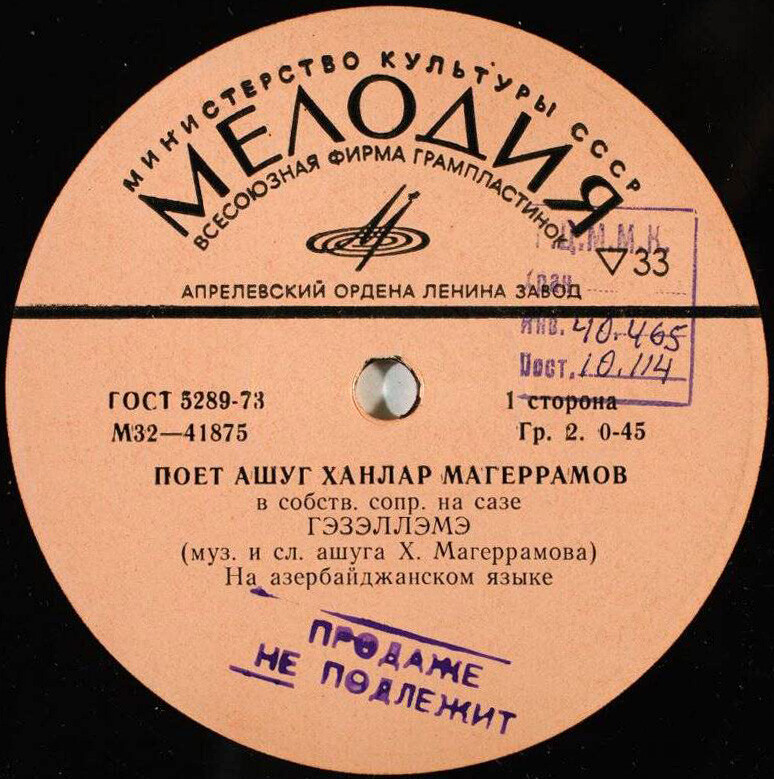 МИНИСТЕРСТВО КУЛЬТУРЫ СССР
МЕЛОДИЯ
ВСЕСОЮЗНАЯ ФИРМА ГРАМПЛАСТИНОК
Ц.М.М.К.
33
АПРЕЛЕВСКИЙ ОРДЕНА ЛЕНИНА ЗАВОД
Инв. 40.465
Пост. 10.114
ГОСТ 5289-73
1 сторона
М32—41875
Гр. 2. 0-45
ПОЕТ АШУГ ХАНЛАР МАГЕРРАМОВ
в собств. сопр. на сазе
ГЭЗЭЛЛЭМЭ
(муз. и сл. ашуга Х. Магеррамова)
На азербайджанском языке
ПРОДАЖЕ
НЕ ПОДЛЕЖИТ